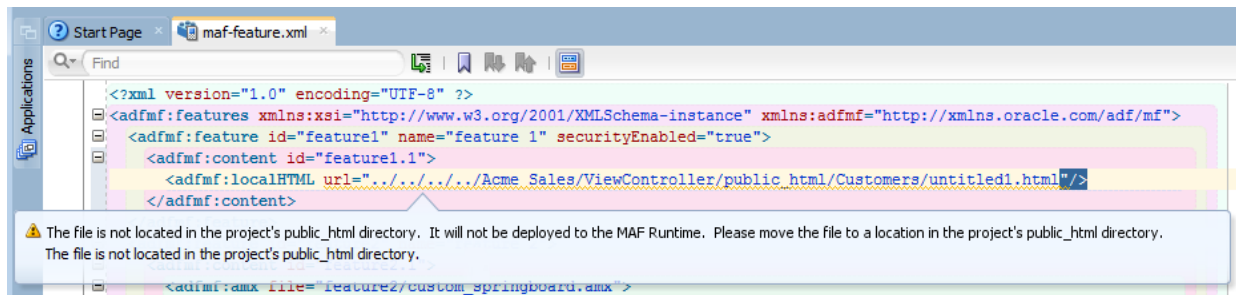 Start Page
maf-feature.xml
Applications
Find
<?xml version="1.0" encoding="UTF-8" ?>
<adfmf:features xmlns:xsi="http://www.w3.org/2001/XMLSchema-instance" xmlns:adfmf="http://xmlns.oracle.com/adf/mf">
<adfmf:feature id="feature1" name="feature 1" securityEnabled="true">
<adfmf:content id="feature1.1">
<adfmf:localHTML url="../../../../Acme Sales/ViewController/public_html/Customers/untitled1.html"/>
</adfmf:content>
The file is not located in the project's public_html directory. It will not be deployed to the MAF Runtime. Please move the file to a location in the project's public_html directory.
The file is not located in the project's public_html directory.
<adfmf:amx file="feature2/custom_springboard.amx">